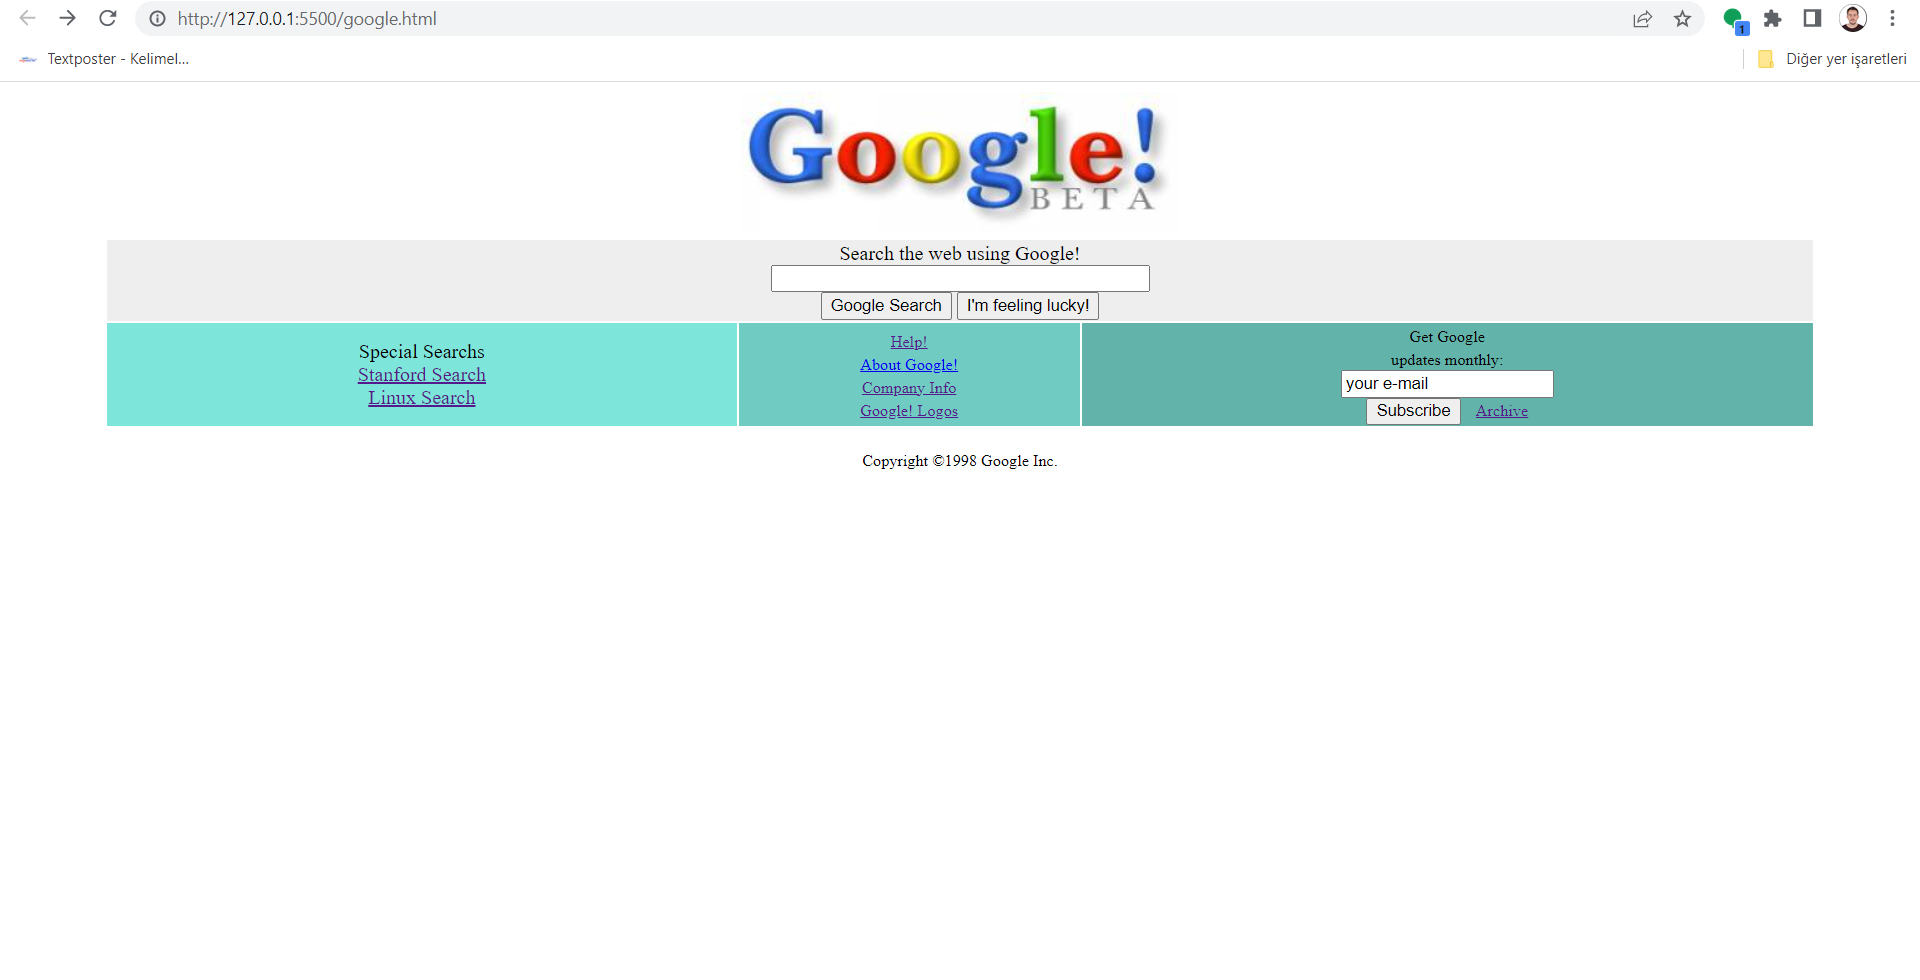 http://127.0.0.1:5500/google.html
1
Textposter - Kelimel...
Diğer yer işaretleri
Google!
BETA
Search the web using Google!
Google Search I'm feeling lucky!
Special Searchs
Stanford Search
Linux Search
Help!
About Google!
Company Info
Google! Logos
Get Google
updates monthly:
your e-mail
Subscribe Archive
Copyright ©1998 Google Inc.